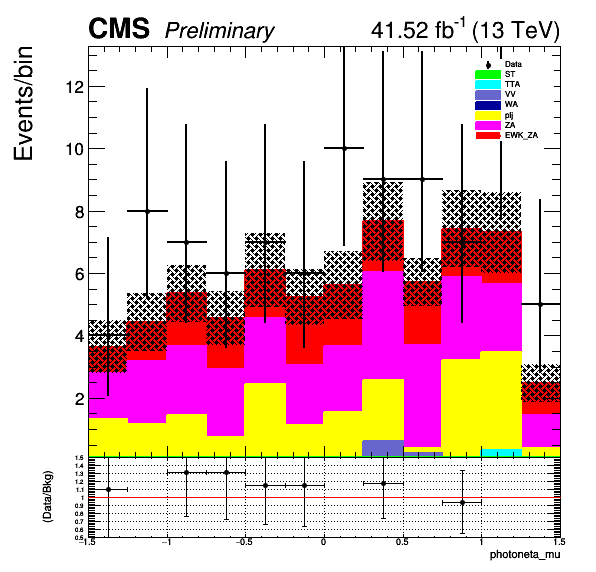 CMS Preliminary 41.52 fb-1 (13 TeV)
Events/bin
12
10
8
6
4
2
Data
ST
TTA
VV
WA
plj
ZA
EWK_ZA
(Data/Bkg)
1.5
1.4
1.3
1.2
1.1
1
0.9
0.8
0.7
0.6
0.5
-1.5 -1 -0.5 0 0.5 1 1.5
photoneta_mu